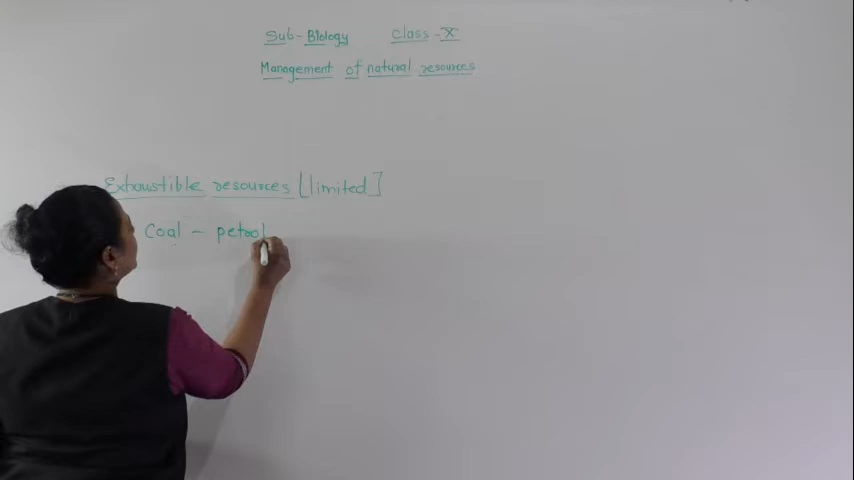 Sub-Biology Class-X
Management of natural resources
Exhaustible resources [limited]
Coal - petrol